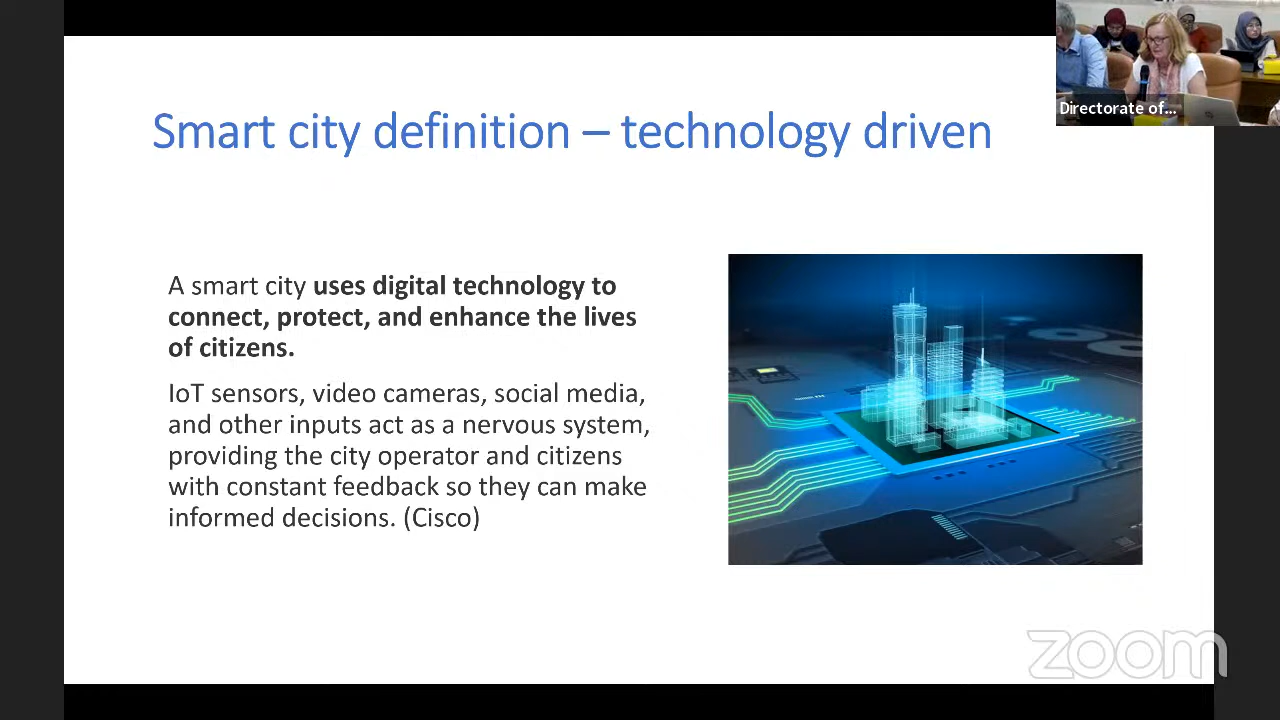 Directorate of...
Smart city definition – technology driven
A smart city uses digital technology to
connect, protect, and enhance the lives
of citizens.
IoT sensors, video cameras, social media,
and other inputs act as a nervous system,
providing the city operator and citizens
with constant feedback so they can make
informed decisions. (Cisco)
zoom